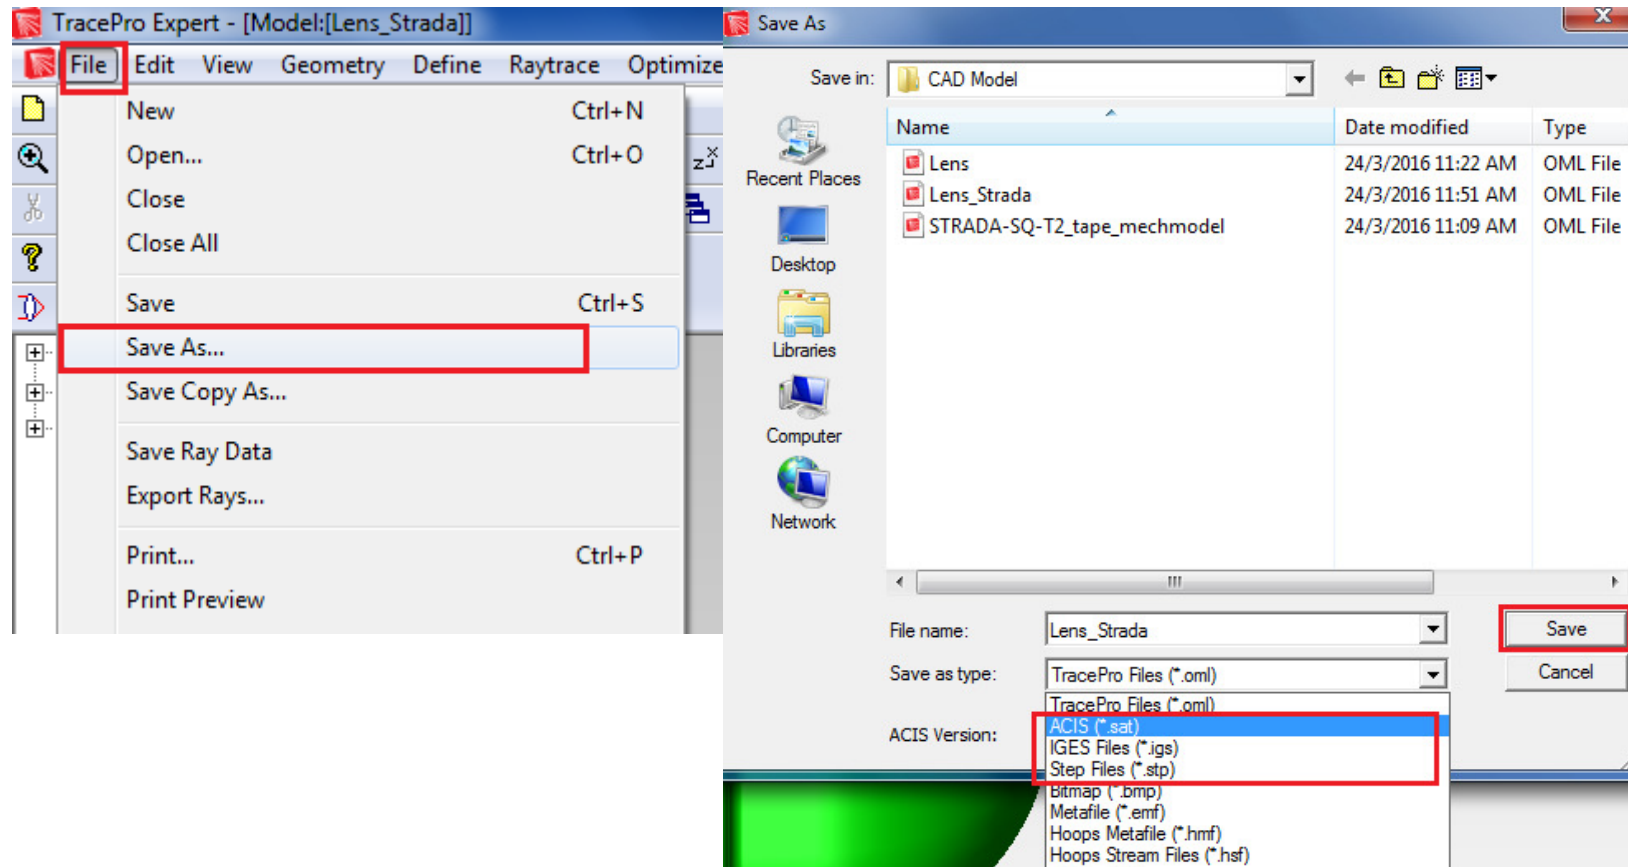 TracePro Expert - [Model:[Lens_Strada]]
File Edit View Geometry Define Raytrace Optimize
New Ctrl+N
Open... Ctrl+O
Close
Close All
Save Ctrl+S
Save As...
Save Copy As...
Save Ray Data
Export Rays...
Print... Ctrl+P
Print Preview
Save As
Save in: CAD Model
Name Date modified Type
Lens 24/3/2016 11:22 AM OML File
Lens_Strada 24/3/2016 11:51 AM OML File
STRADA-SQ-T2_tape_mechmodel 24/3/2016 11:09 AM OML File
Recent Places
Desktop
Libraries
Computer
Network
File name: Lens_Strada Save
Save as type: TracePro Files (*.oml) Cancel
ACIS Version:
TracePro Files (*.oml)
ACIS (*.sat)
IGES Files (*.igs)
Step Files (*.stp)
Bitmap (*.bmp)
Metafile (*.emf)
Hoops Metafile (*.hmf)
Hoops Stream Files (*.hsf)